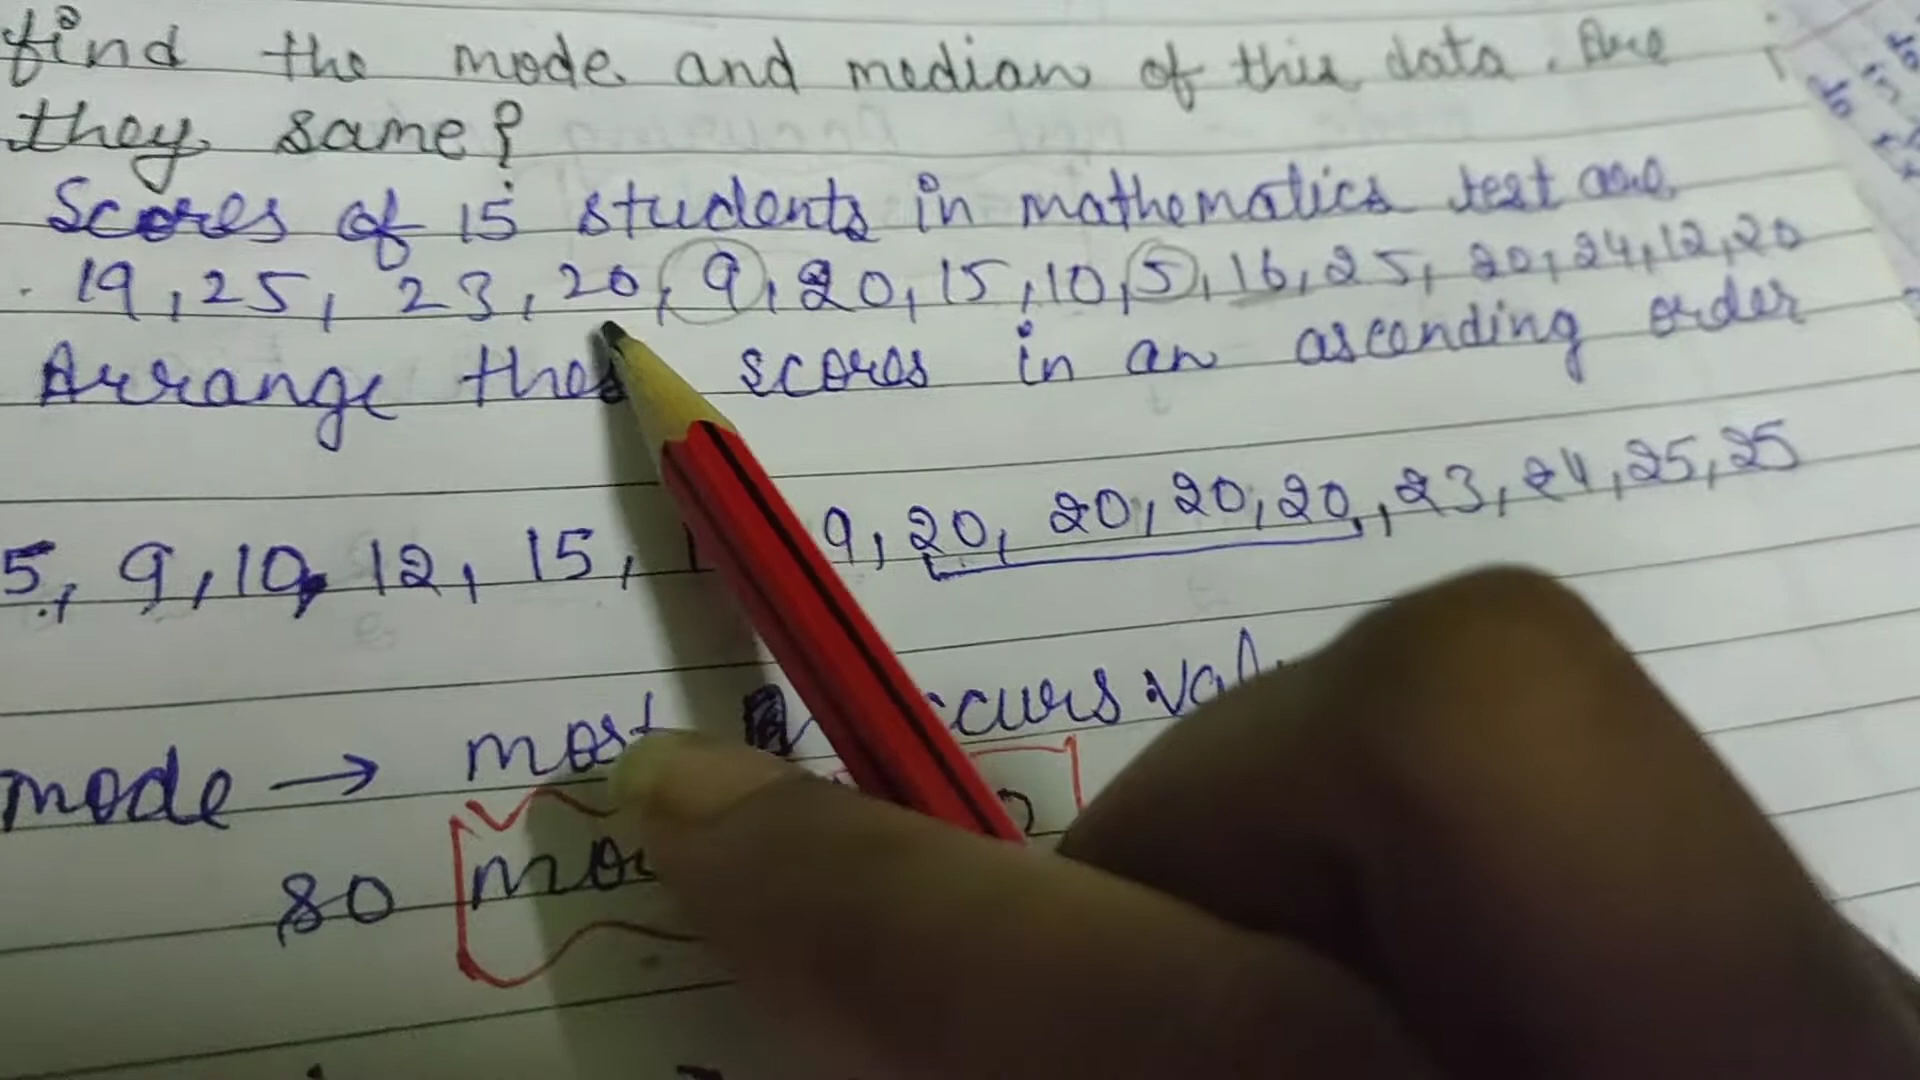 find the mode and median of this data. Are
they same?
Scores of 15 students in mathematics test are
19, 25, 23, 20, 9, 20, 15, 10, 5, 16, 25, 20, 24, 12, 20
Arrange scores in an ascending order
5, 9, 10, 12, 15, 9, 20, 20, 20, 20, 23, 24, 25, 25
mode → most
so